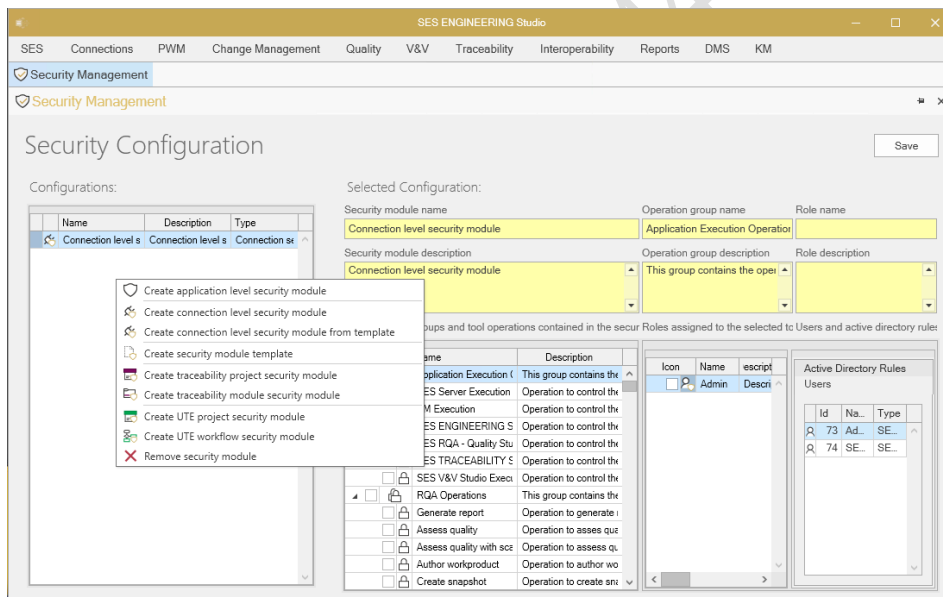 SES ENGINEERING Studio
SES Connections PWM Change Management Quality V&V Traceability Interoperability Reports DMS KM
Security Management
Security Management
Security Configuration
Save
Configurations:
Name Description Type
Connection level s Connection level s Connection se
Create application level security module
Create connection level security module
Create connection level security module from template
Create security module template
Create traceability project security module
Create traceability module security module
Create UTE project security module
Create UTE workflow security module
Remove security module
Selected Configuration:
Security module name Operation group name Role name
Connection level security module Application Execution Operation
Security module description Operation group description Role description
Connection level security module This group contains the oper
oups and tool operations contained in the secur Roles assigned to the selected to Users and active directory rules
ame Description
pplication Execution ( This group contains the
ES Server Execution Operation to control the
M Execution Operation to control the
ES ENGINEERING S Operation to control the
ES RQA - Quality Stu Operation to control the
ES TRACEABILITY S Operation to control the
SES V&V Studio Execu Operation to control the
RQA Operations This group contains the
Generate report Operation to generate
Assess quality Operation to asses qua
Assess quality with sca Operation to assess qu
Author workproduct Operation to author wo
Create snapshot Operation to create sna
Icon Name escript
Admin Descri
Active Directory Rules
Users
Id Na... Type
73 Ad... SE...
74 SE... SE...